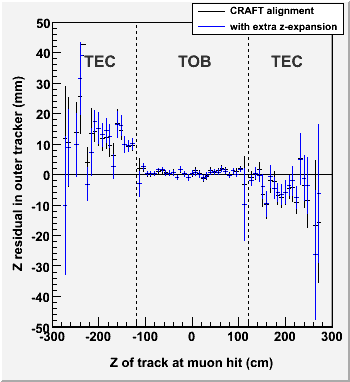 CRAFT alignment
with extra z-expansion
TEC TOB TEC
Z residual in outer tracker (mm)
50
40
30
20
10
0
-10
-20
-30
-40
-50
-300 -200 -100 0 100 200 300
Z of track at muon hit (cm)